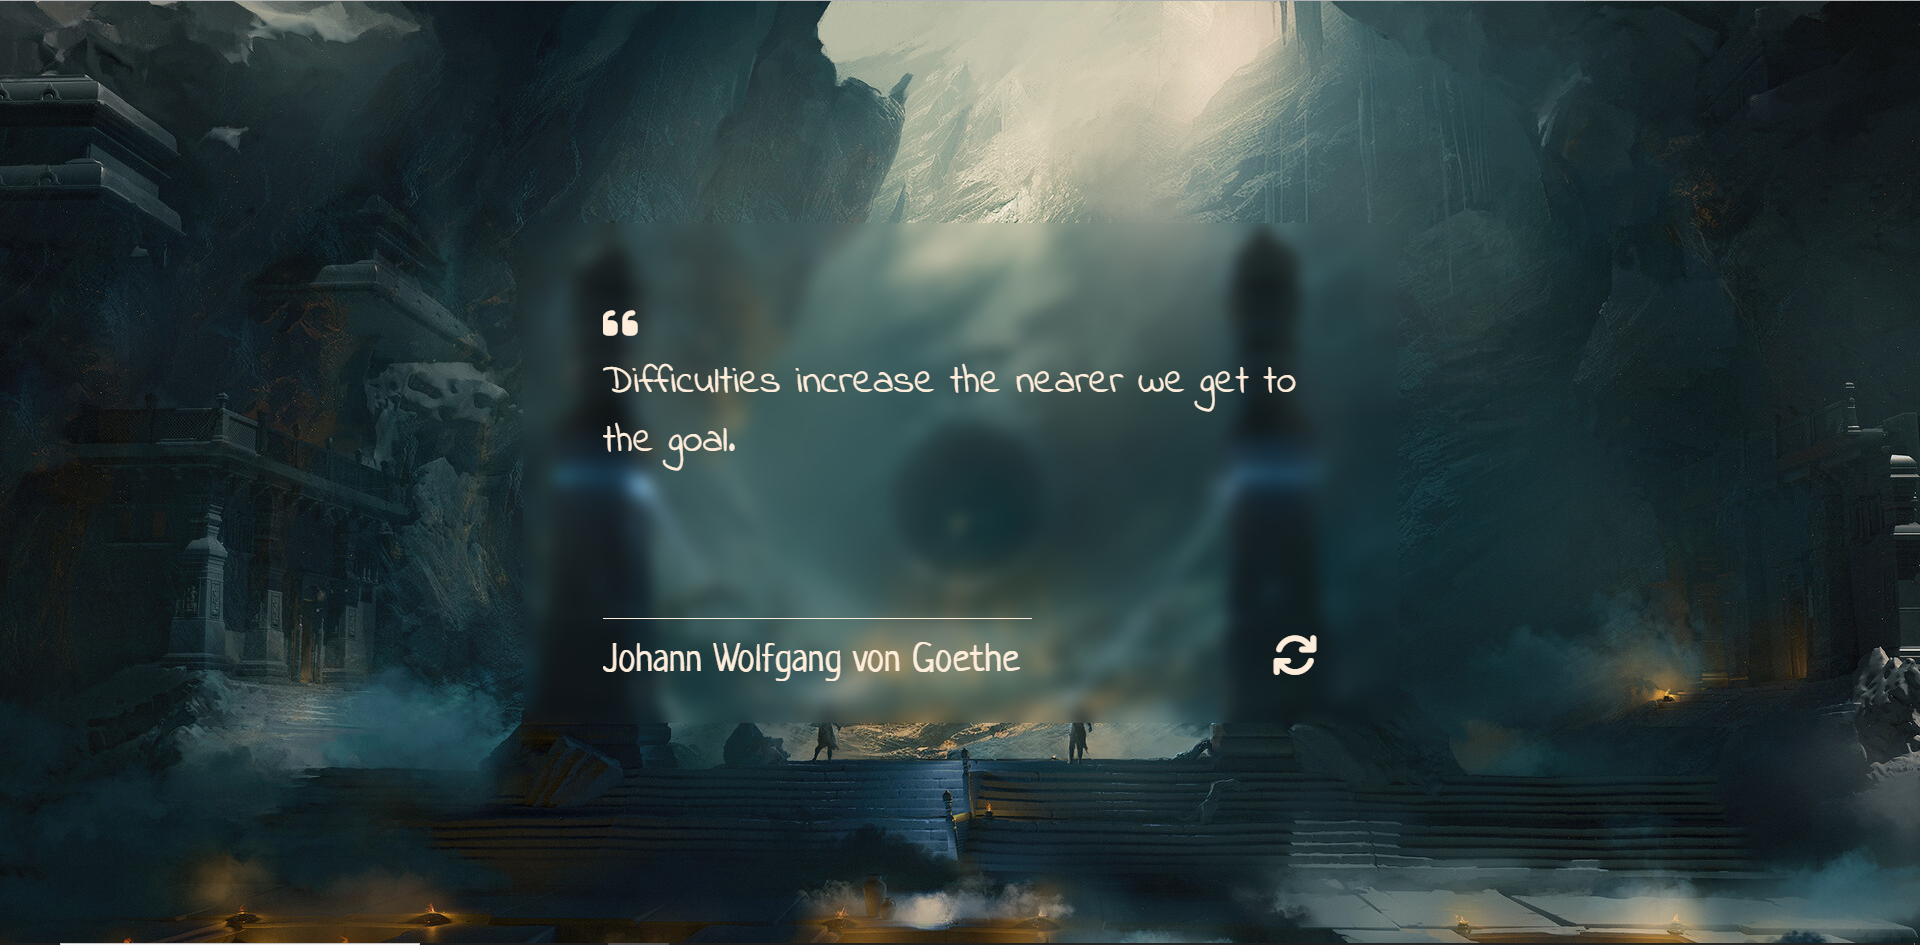 ❝
Difficulties increase the nearer we get to
the goal.
Johann Wolfgang von Goethe